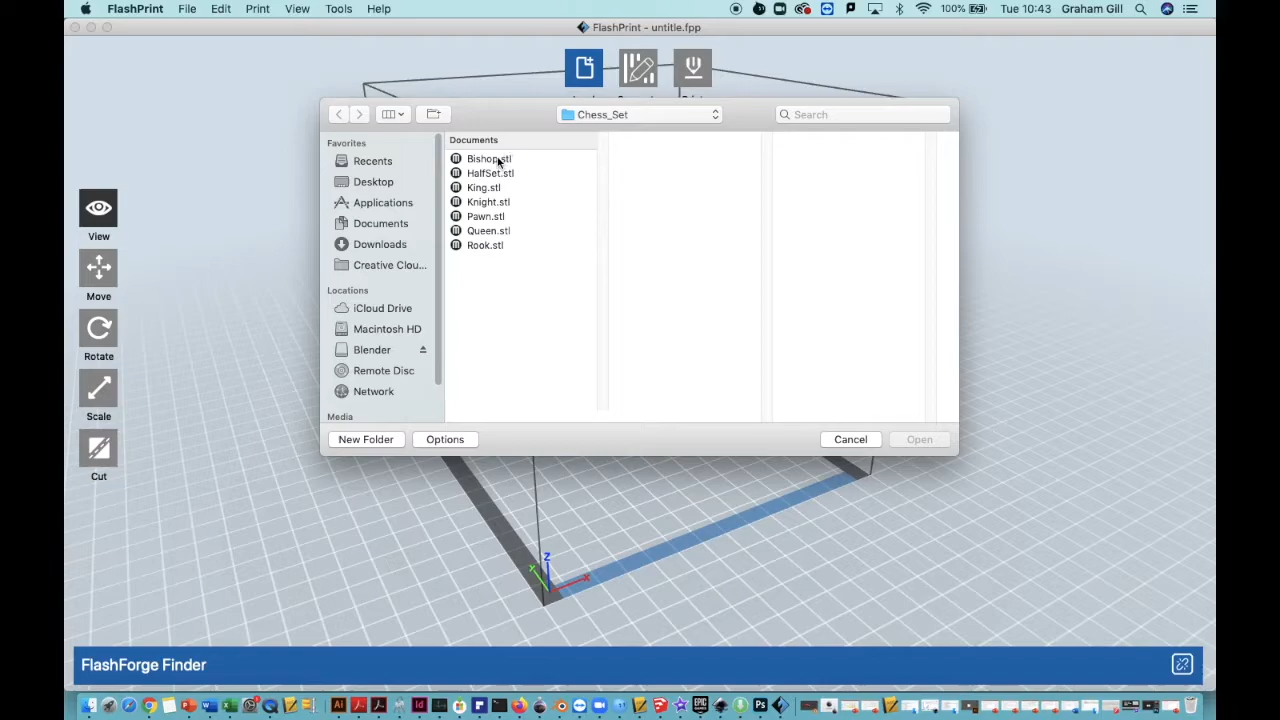 FlashPrint File Edit Print View Tools Help 100% Tue 10:43 Graham Gill
FlashPrint - untitle.fpp
Chess_Set
Search
Favorites
Recents
Desktop
Applications
Documents
Downloads
Creative Clou...
Locations
iCloud Drive
Macintosh HD
Blender
Remote Disc
Network
Media
Documents
Bishop.stl
HalfSet.stl
King.stl
Knight.stl
Pawn.stl
Queen.stl
Rook.stl
New Folder
Options
Cancel
Open
View
Move
Rotate
Scale
Cut
Z
X
FlashForge Finder